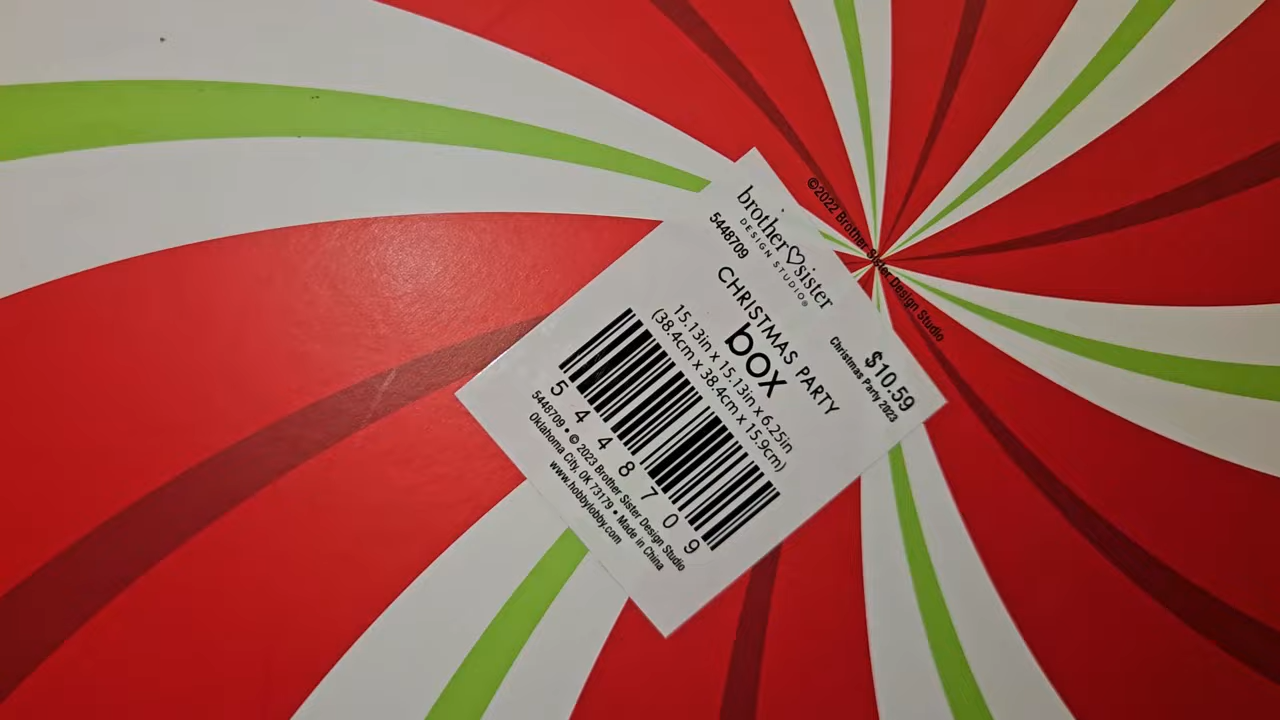 ©2022 Brother Sister Design Studio
brother♡sister
DESIGN STUDIO®
5448709
CHRISTMAS PARTY
box
15.13in x 15.13in x 6.25in
(38.4cm x 38.4cm x 15.9cm)
$10.59
Christmas Party 2023
5448709
5448709 • © 2023 Brother Sister Design Studio
Oklahoma City, OK 73179 • Made in China
www.hobbylobby.com